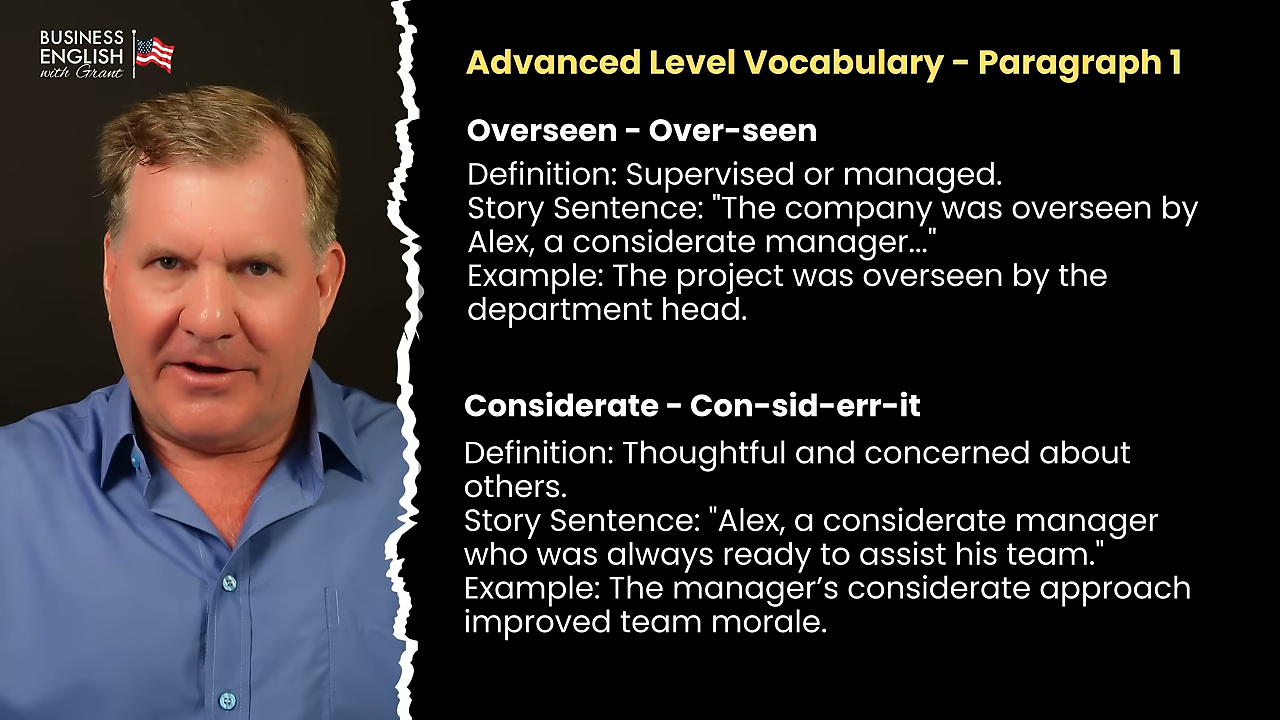 BUSINESS
ENGLISH
with Grant
Advanced Level Vocabulary - Paragraph 1
Overseen - Over-seen
Definition: Supervised or managed.
Story Sentence: "The company was overseen by
Alex, a considerate manager..."
Example: The project was overseen by the
department head.
Considerate - Con-sid-err-it
Definition: Thoughtful and concerned about
others.
Story Sentence: "Alex, a considerate manager
who was always ready to assist his team."
Example: The manager’s considerate approach
improved team morale.